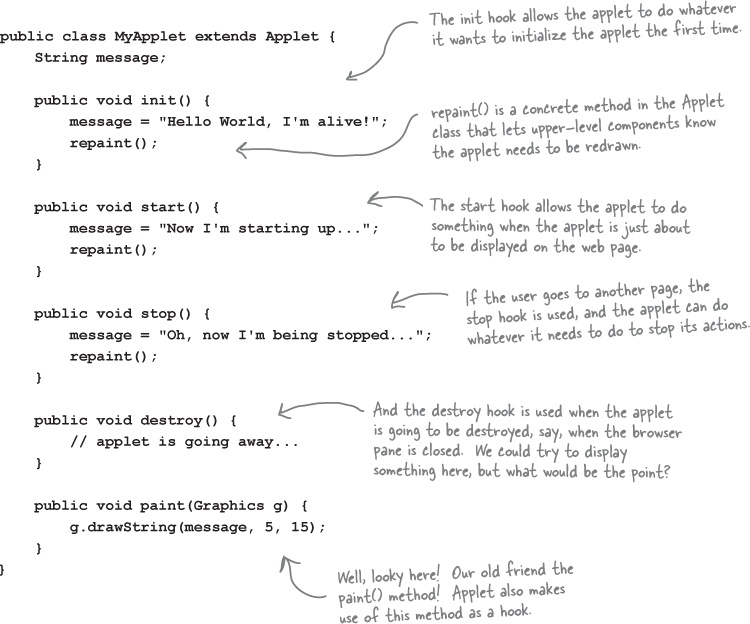 public class MyApplet extends Applet {
String message;
The init hook allows the applet to do whatever
it wants to initialize the applet the first time.
public void init() {
message = "Hello World, I'm alive!";
repaint();
}
repaint() is a concrete method in the Applet
class that lets upper-level components know
the applet needs to be redrawn.
public void start() {
message = "Now I'm starting up...";
repaint();
}
The start hook allows the applet to do
something when the applet is just about
to be displayed on the web page.
public void stop() {
message = "Oh, now I'm being stopped...";
repaint();
}
If the user goes to another page, the
stop hook is used, and the applet can do
whatever it needs to do to stop its actions.
public void destroy() {
// applet is going away...
}
And the destroy hook is used when the applet
is going to be destroyed, say, when the browser
pane is closed. We could try to display
something here, but what would be the point?
public void paint(Graphics g) {
g.drawString(message, 5, 15);
}
Well, looky here! Our old friend the
paint() method! Applet also makes
use of this method as a hook.
}